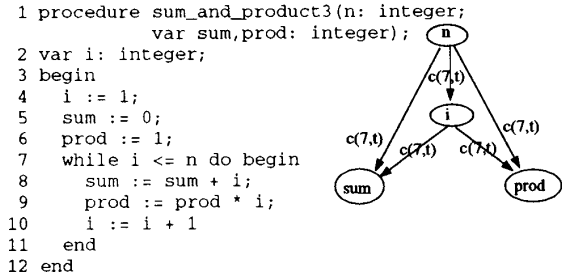 1 procedure sum_and_product3(n: integer;
var sum,prod: integer);
2 var i: integer;
3 begin
4 i := 1;
5 sum := 0;
6 prod := 1;
7 while i <= n do begin
8 sum := sum + i;
9 prod := prod * i;
10 i := i + 1
11 end
12 end
n
c(7,t)
i
c(7,t)
c(7,t)
c(7,t)
c(7,t)
sum
prod